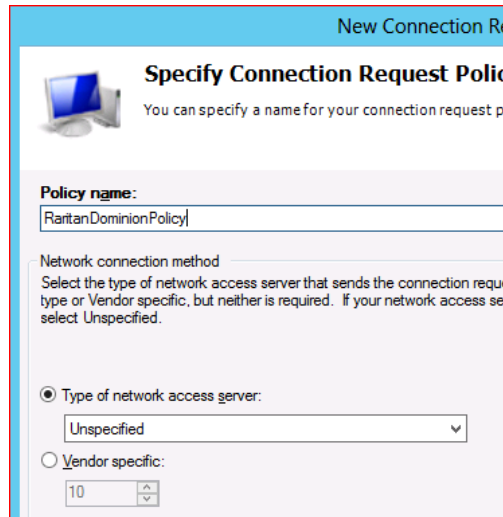 New Connection R
Specify Connection Request Polic
You can specify a name for your connection request p
Policy name:
RaritanDominionPolicy
Network connection method
Select the type of network access server that sends the connection reque
type or Vendor specific, but neither is required.  If your network access se
select Unspecified.
Type of network access server:
Unspecified
Vendor specific:
10